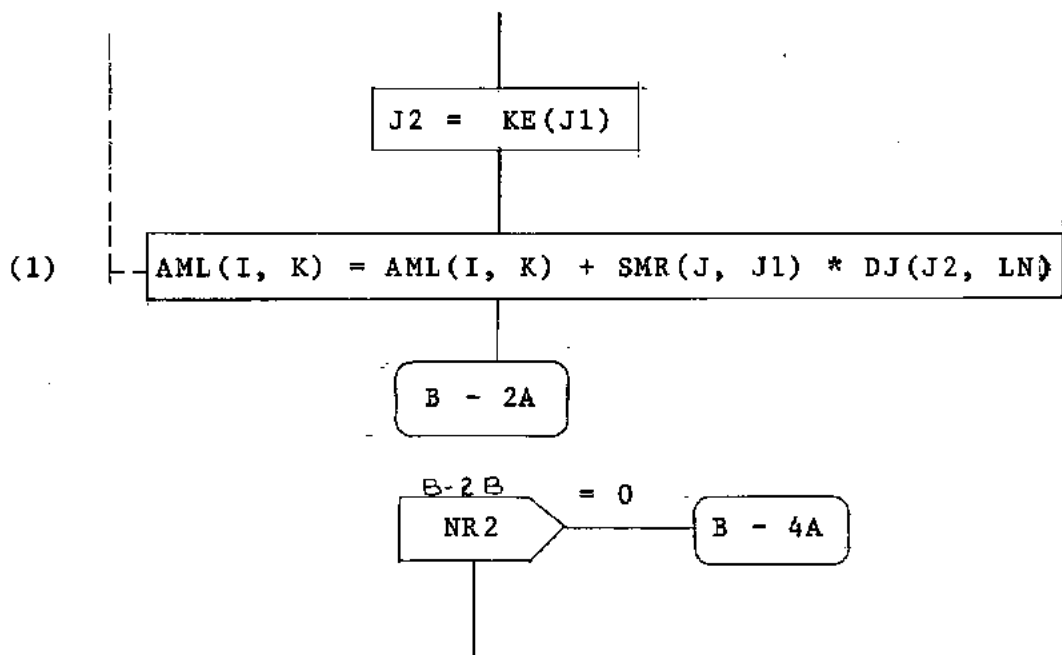 J2 = KE(J1)
(1) AML(I, K) = AML(I, K) + SMR(J, J1) * DJ(J2, LN)
B - 2A
B-2B = 0
NR2 B - 4A